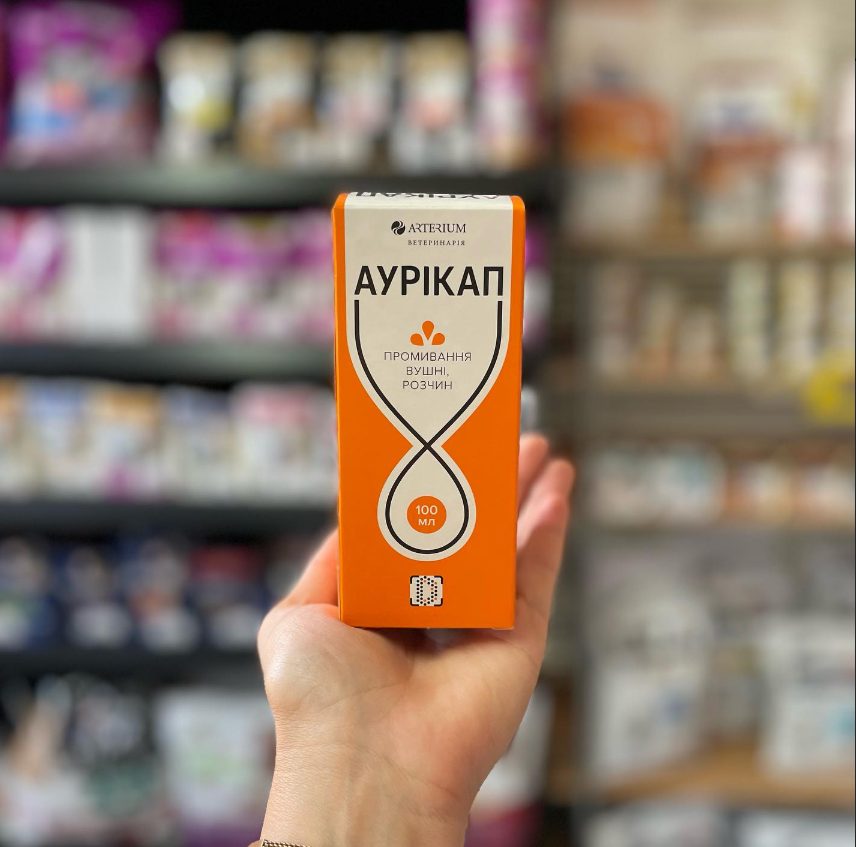 АУРІКАП
ARTERIUM
ВЕТЕРИНАРІЯ
АУРІКАП
ПРОМИВАННЯ
ВУШНІ,
РОЗЧИН
100
МЛ